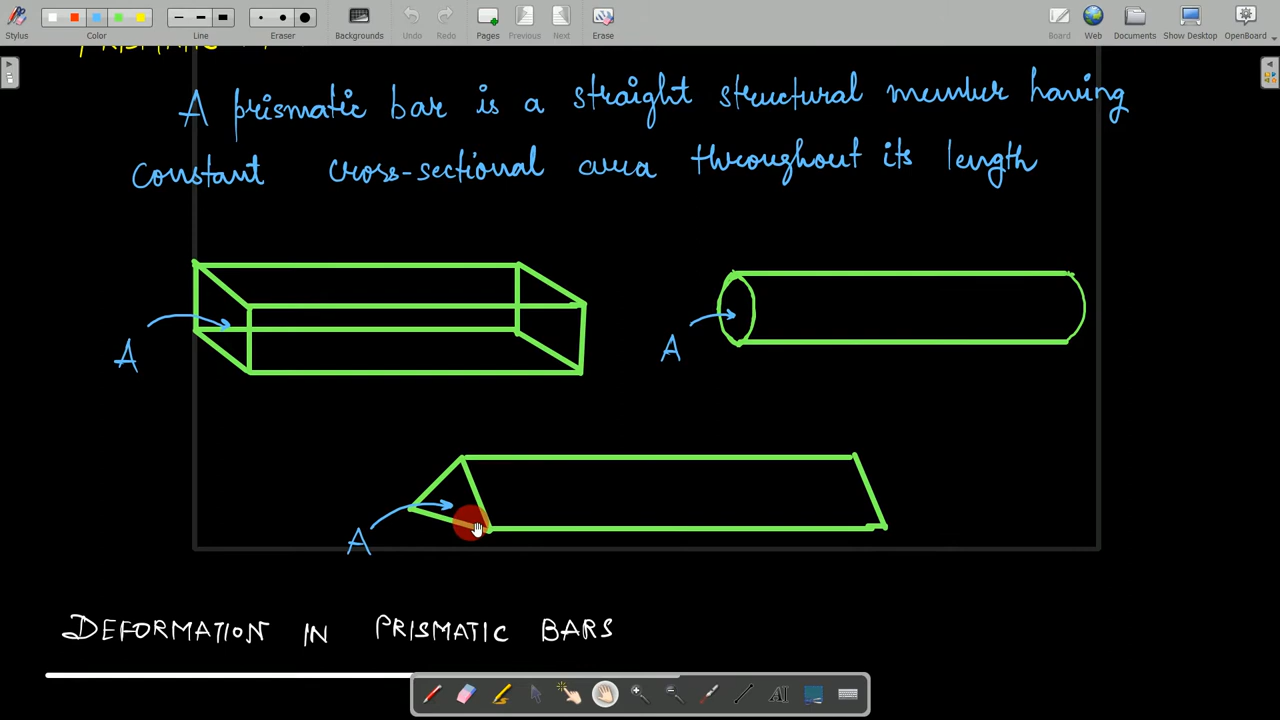 Stylus Color Line Eraser Backgrounds Undo Redo Pages Previous Next Erase Board Web Documents Show Desktop OpenBoard
A prismatic bar is a straight structural member having
constant cross-sectional area throughout its length
A
A
A
DEFORMATION IN PRISMATIC BARS
AI